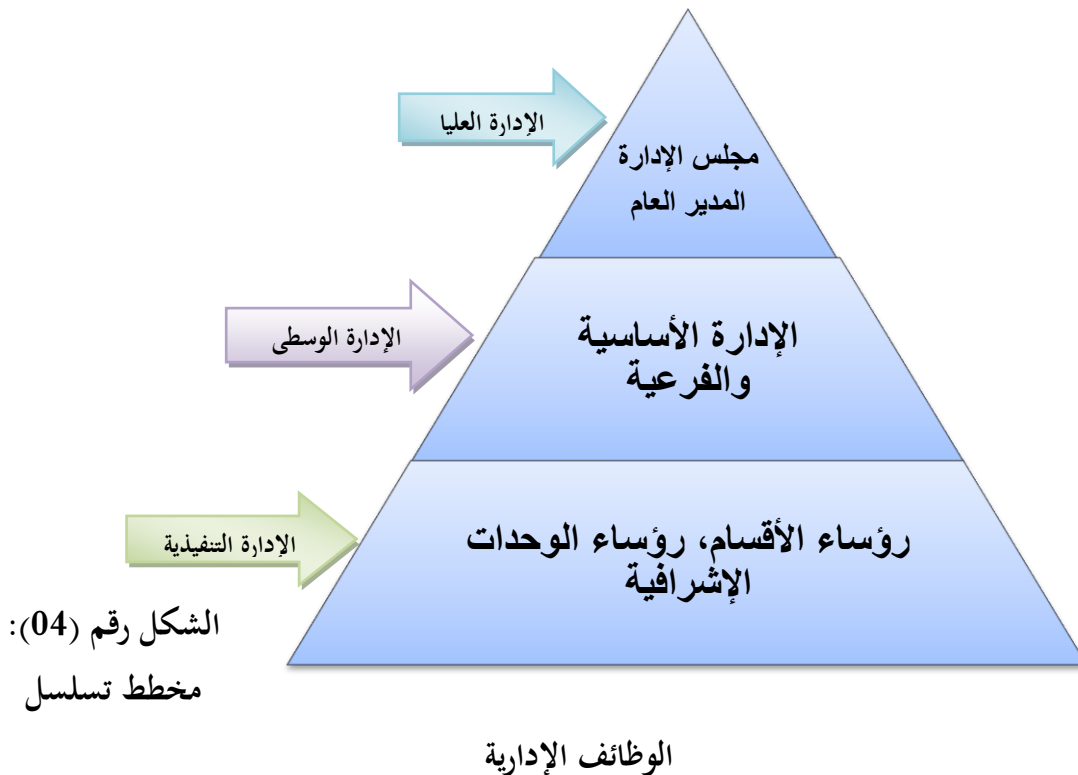 الإدارة العليا
مجلس الإدارة
المدير العام
الإدارة الوسطى
الإدارة الأساسية
والفرعية
الإدارة التنفيذية
رؤساء الأقسام، رؤساء الوحدات
الإشرافية
الشكل رقم (04):
مخطط تسلسل
الوظائف الإدارية